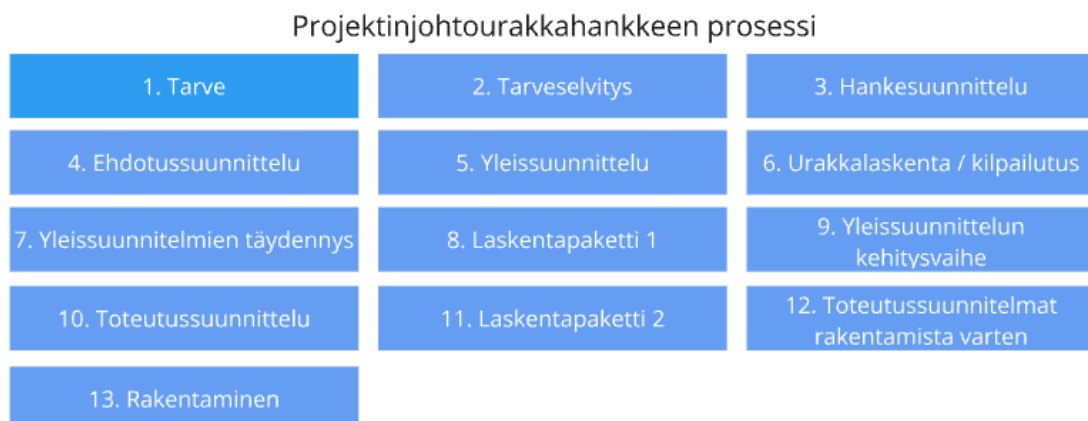 Projektinjohtourakkahankkeen prosessi
1. Tarve
2. Tarveselvitys
3. Hankesuunnittelu
4. Ehdotussuunnittelu
5. Yleissuunnittelu
6. Urakkalaskenta / kilpailutus
7. Yleissuunnitelmien täydennys
8. Laskentapaketti 1
9. Yleissuunnittelun
kehitysvaihe
10. Toteutussuunnittelu
11. Laskentapaketti 2
12. Toteutussuunnitelmat
rakentamista varten
13. Rakentaminen